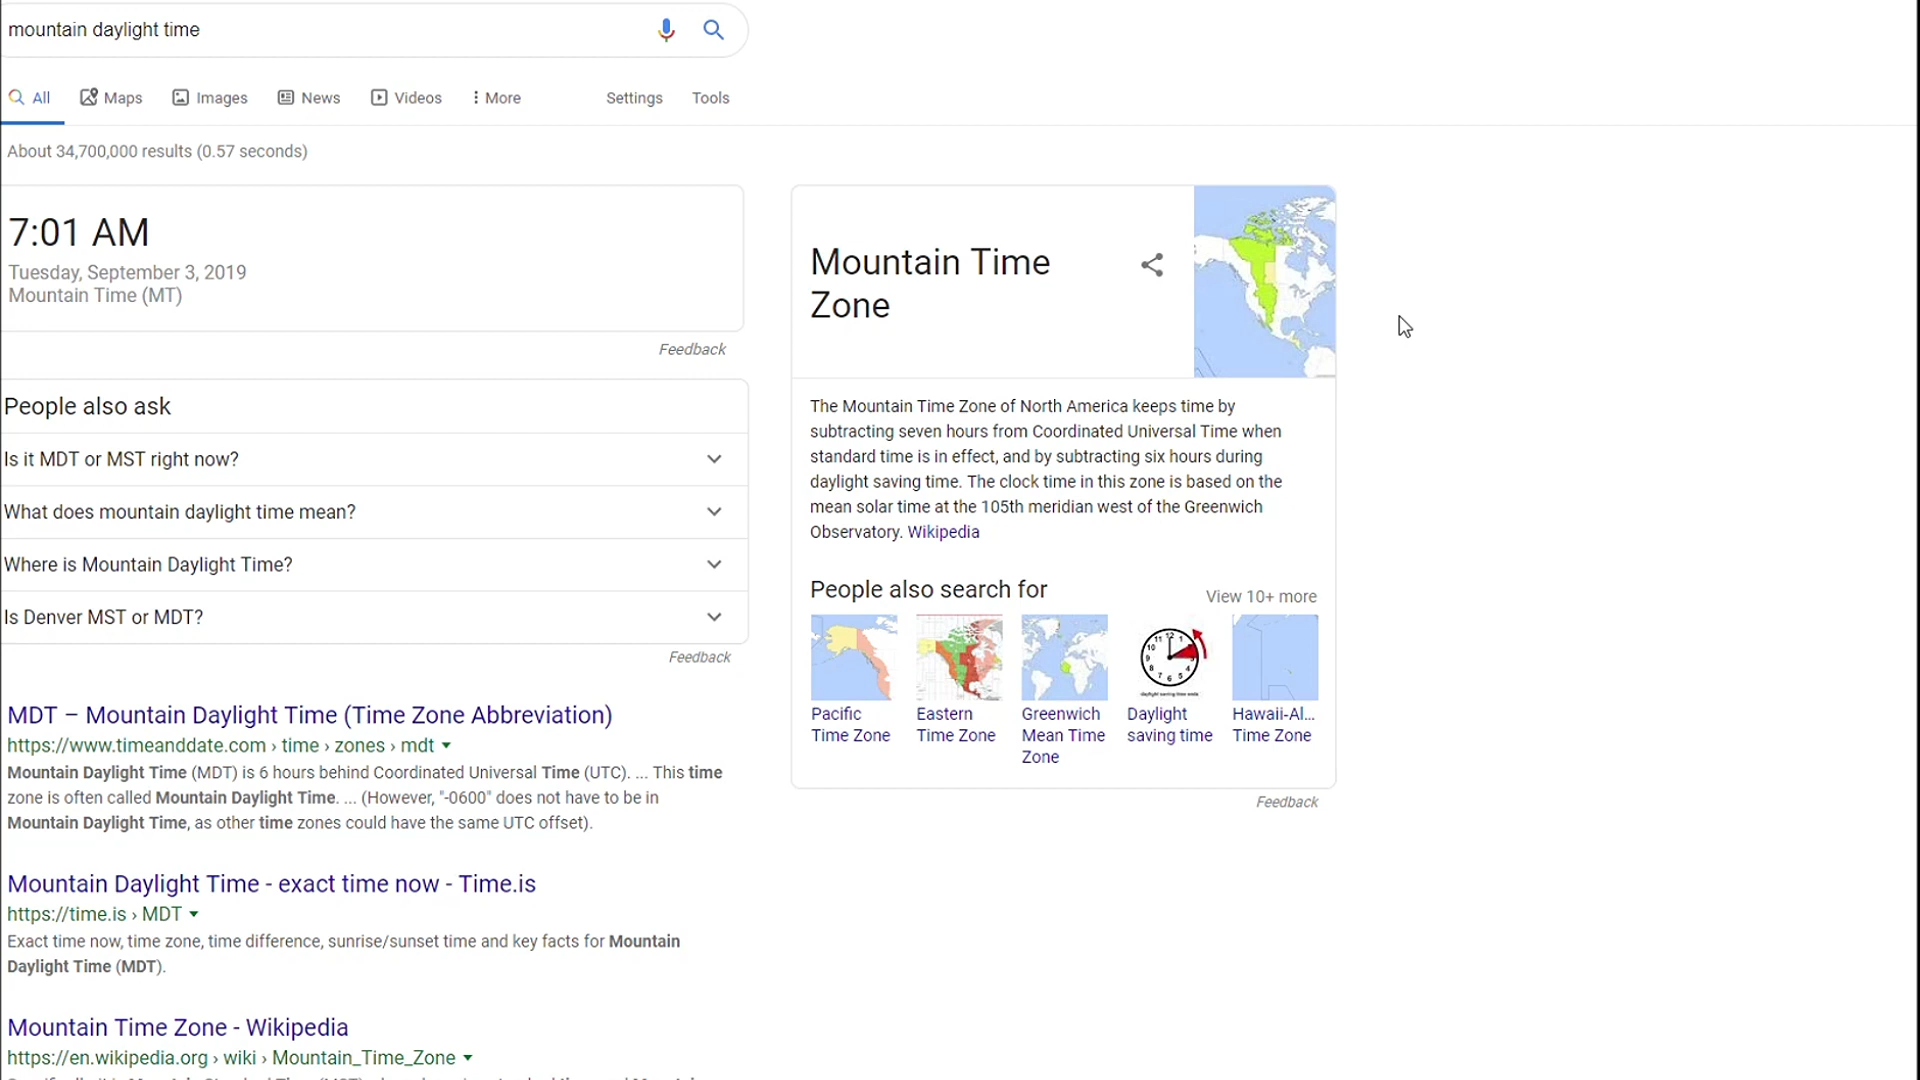 mountain daylight time
All
Maps
Images
News
Videos
More
Settings
Tools
About 34,700,000 results (0.57 seconds)
7:01 AM
Tuesday, September 3, 2019
Mountain Time (MT)
Feedback
People also ask
Is it MDT or MST right now?
What does mountain daylight time mean?
Where is Mountain Daylight Time?
Is Denver MST or MDT?
Feedback
MDT – Mountain Daylight Time (Time Zone Abbreviation)
https://www.timeanddate.com › time › zones › mdt
Mountain Daylight Time (MDT) is 6 hours behind Coordinated Universal Time (UTC). ... This time
zone is often called Mountain Daylight Time. ... (However, "-0600" does not have to be in
Mountain Daylight Time, as other time zones could have the same UTC offset).
Mountain Daylight Time - exact time now - Time.is
https://time.is › MDT
Exact time now, time zone, time difference, sunrise/sunset time and key facts for Mountain
Daylight Time (MDT).
Mountain Time Zone - Wikipedia
https://en.wikipedia.org › wiki › Mountain_Time_Zone
Mountain Time
Zone
The Mountain Time Zone of North America keeps time by
subtracting seven hours from Coordinated Universal Time when
standard time is in effect, and by subtracting six hours during
daylight saving time. The clock time in this zone is based on the
mean solar time at the 105th meridian west of the Greenwich
Observatory. Wikipedia
People also search for
View 10+ more
Pacific
Time Zone
Eastern
Time Zone
Greenwich
Mean Time
Zone
Daylight
saving time
Hawaii-Al...
Time Zone
Feedback